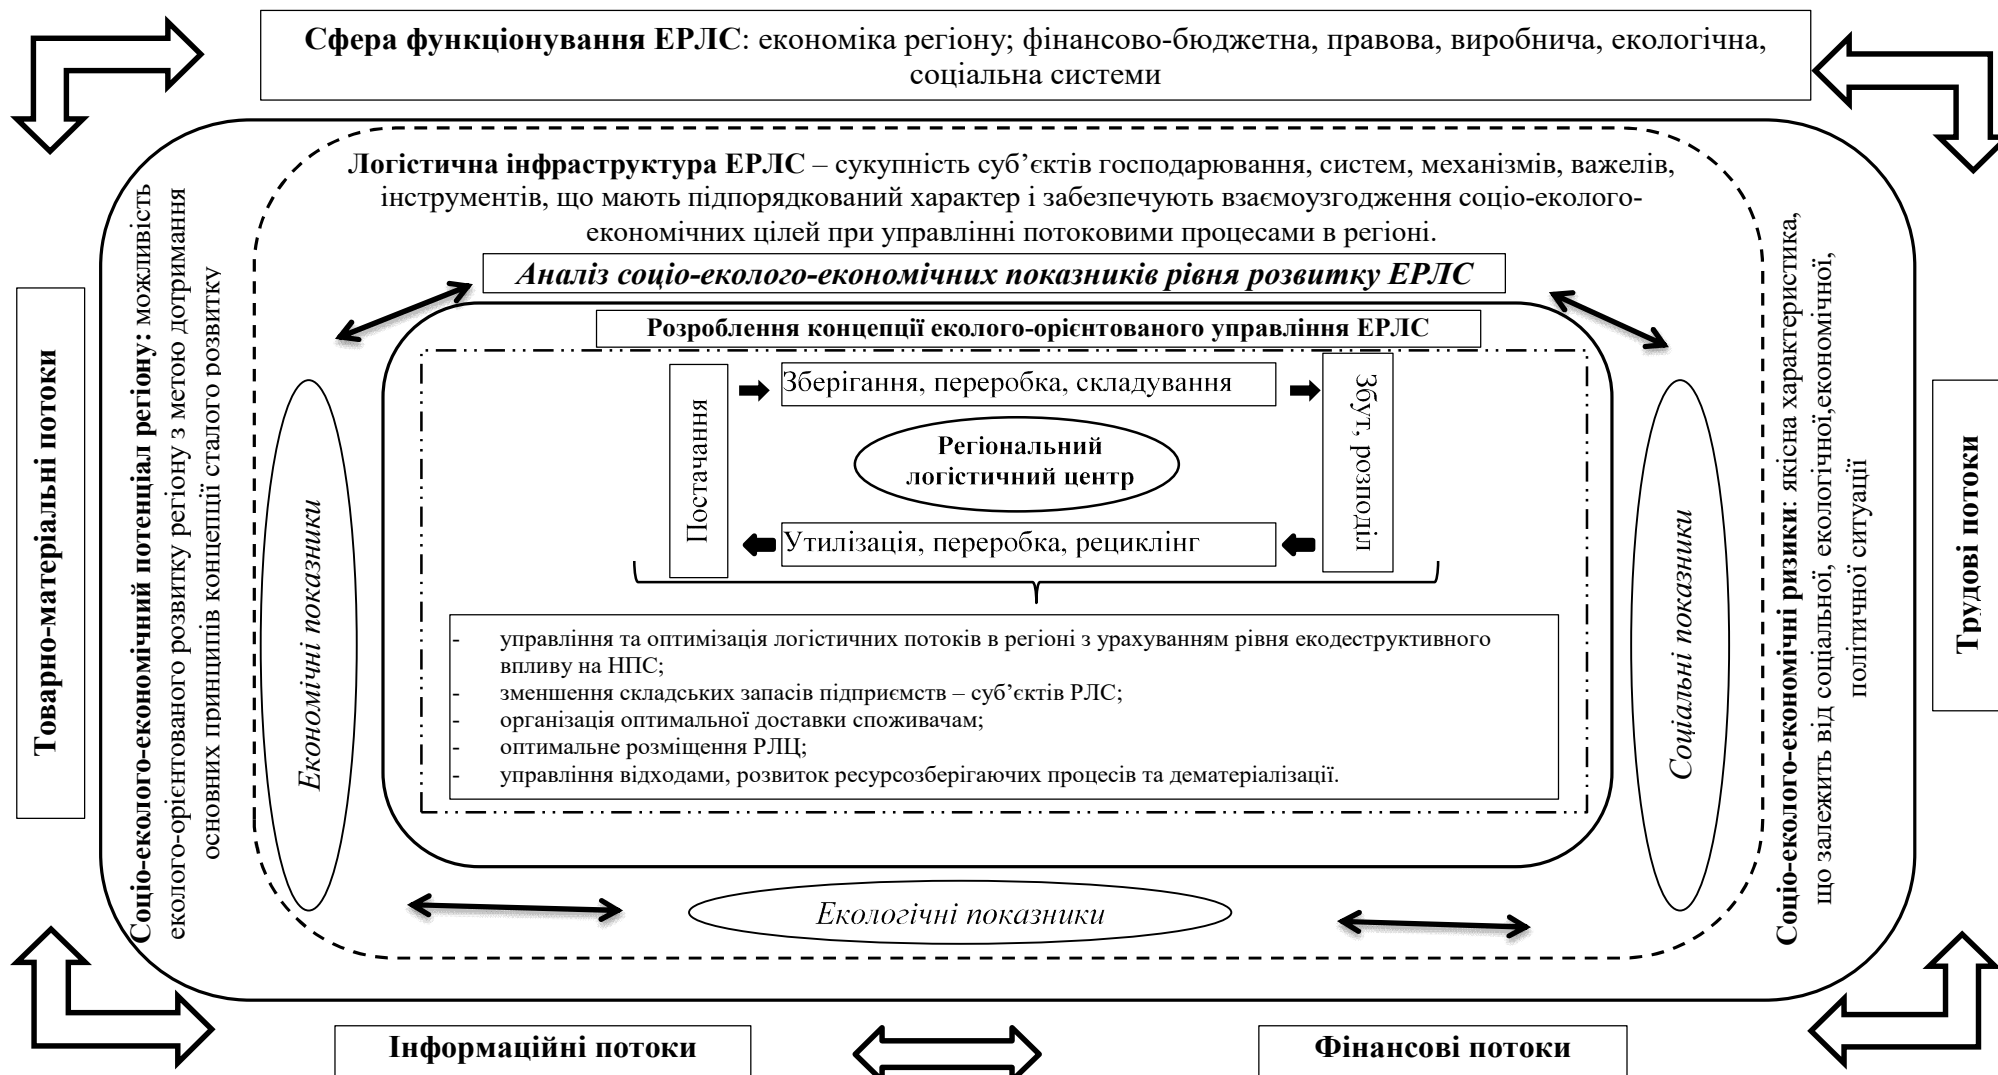 Сфера функціонування ЕРЛС: економіка регіону; фінансово-бюджетна, правова, виробнича, екологічна,
соціальна системи
Логістична інфраструктура ЕРЛС – сукупність суб’єктів господарювання, систем, механізмів, важелів,
інструментів, що мають підпорядкований характер і забезпечують взаємоузгодження соціо-еколого-
економічних цілей при управлінні потоковими процесами в регіоні.
Аналіз соціо-еколого-економічних показників рівня розвитку ЕРЛС
Розроблення концепції еколого-орієнтованого управління ЕРЛС
Товарно-матеріальні потоки
Соціо-еколого-економічний потенціал регіону: можливість
еколого-орієнтованого розвитку регіону з метою дотримання
основних принципів концепції сталого розвитку
Економічні показники
Постачання
Зберігання, переробка, складування
Регіональний
логістичний центр
Утилізація, переробка, рециклінг
Збут, розподіл
- управління та оптимізація логістичних потоків в регіоні з урахуванням рівня екодеструктивного
впливу на НПС;
- зменшення складських запасів підприємств – суб’єктів РЛС;
- організація оптимальної доставки споживачам;
- оптимальне розміщення РЛЦ;
- управління відходами, розвиток ресурсозберігаючих процесів та дематеріалізації.
Соціальні показники
Соціо-еколого-економічні ризики: якісна характеристика,
що залежить від соціальної, екологічної,економічної,
політичної ситуації
Трудові потоки
Екологічні показники
Інформаційні потоки
Фінансові потоки